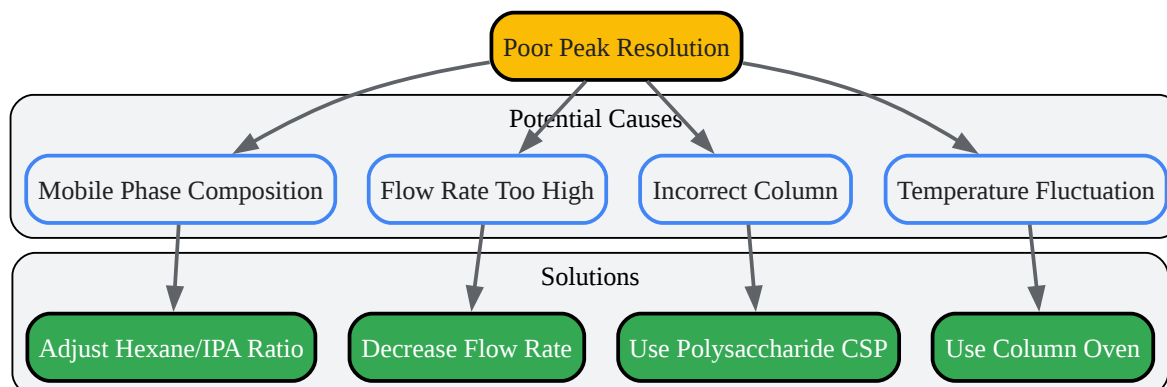 Poor Peak Resolution
Potential Causes
Mobile Phase Composition
Flow Rate Too High
Incorrect Column
Temperature Fluctuation
Solutions
Adjust Hexane/IPA Ratio
Decrease Flow Rate
Use Polysaccharide CSP
Use Column Oven